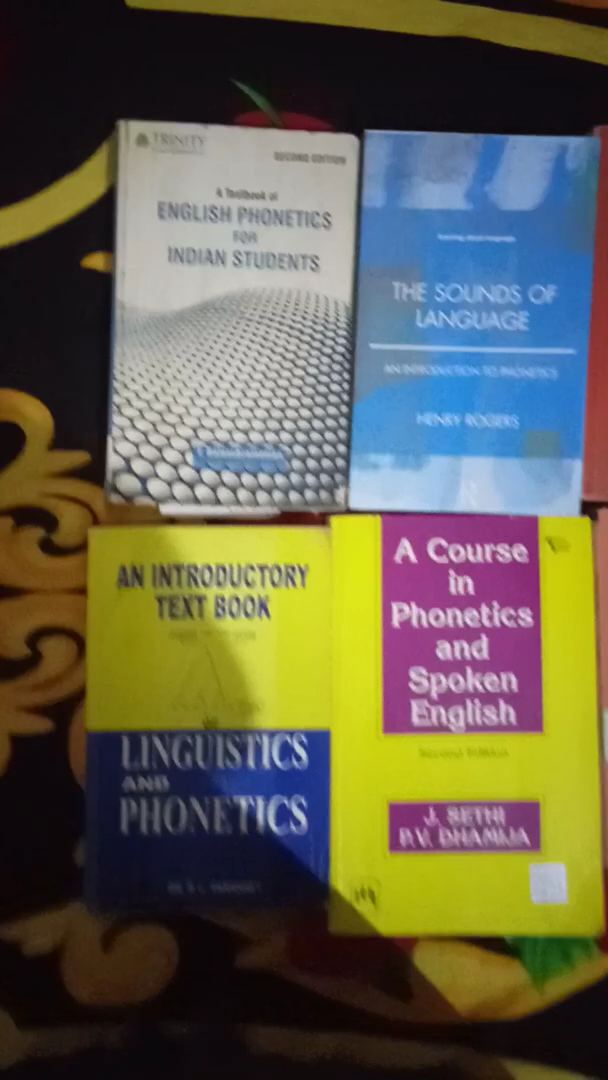 TRINITY
SECOND EDITION
A Textbook of
ENGLISH PHONETICS
FOR
INDIAN STUDENTS
THE SOUNDS OF
LANGUAGE
AN INTRODUCTION TO PHONETICS
HENRY ROGERS
AN INTRODUCTORY
TEXT BOOK
LINGUISTICS
AND
PHONETICS
A Course
in
Phonetics
and
Spoken
English
Second Edition
J. SETHI
P.V. DHAMIJA